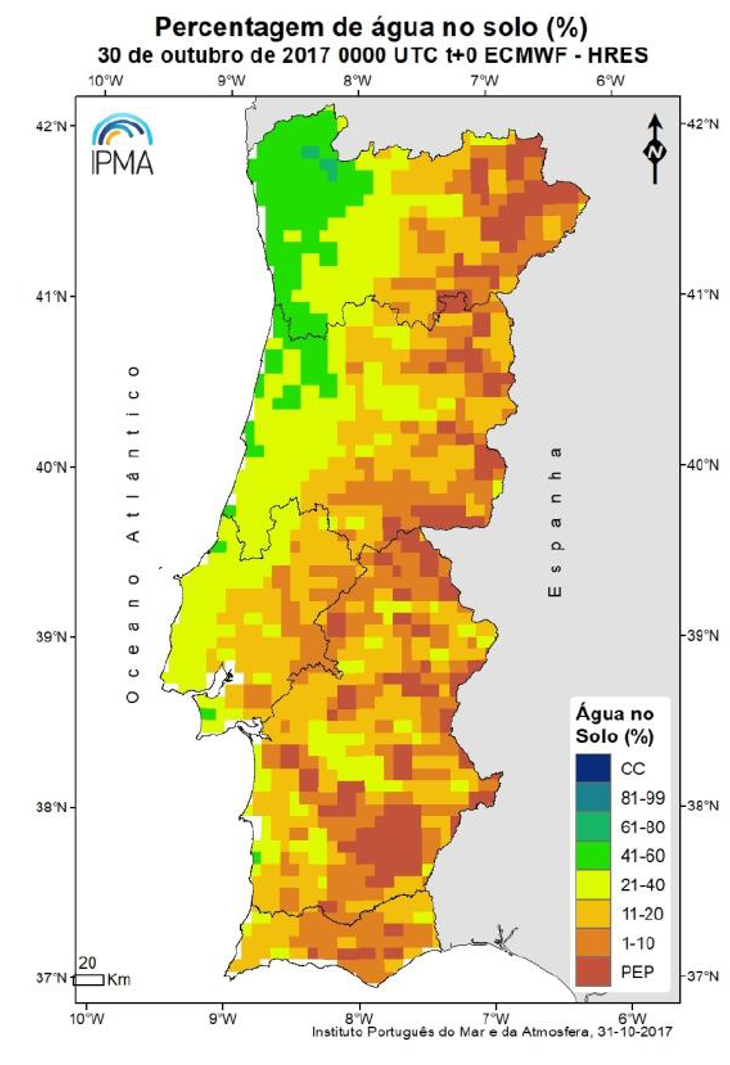 Percentagem de água no solo (%)
30 de outubro de 2017 0000 UTC t+0 ECMWF - HRES
10°W 9°W 8°W 7°W 6°W
42°N 42°N
IPMA
N
41°N 41°N
Oceano Atlântico
Espanha
40°N 40°N
39°N 39°N
Água no
Solo (%)
CC
81-99
38°N 38°N
61-80
41-60
21-40
11-20
1-10
PEP
20
Km
37°N 37°N
10°W 9°W 8°W 7°W 6°W
Instituto Português do Mar e da Atmosfera, 31-10-2017